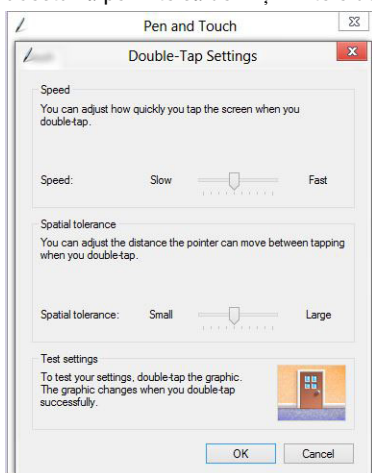 Pen and Touch
Double-Tap Settings
Speed
You can adjust how quickly you tap the screen when you
double-tap.
Speed: Slow Fast
Spatial tolerance
You can adjust the distance the pointer can move between tapping
when you double-tap.
Spatial tolerance: Small Large
Test settings
To test your settings, double-tap the graphic.
The graphic changes when you double-tap
successfully.
OK Cancel